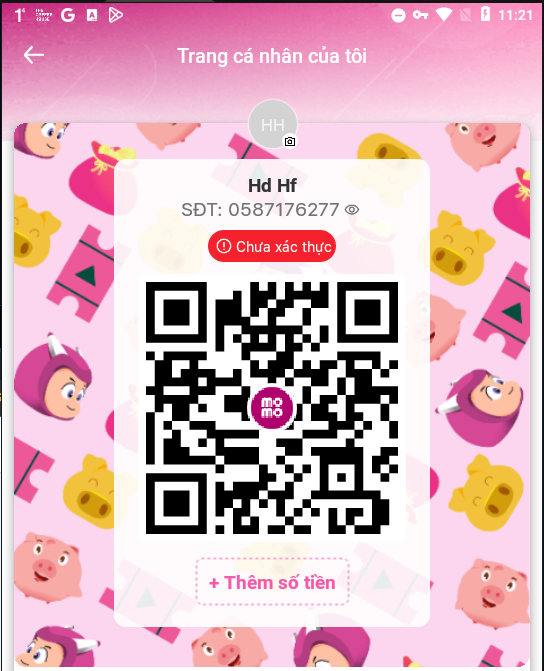 11:21
Trang cá nhân của tôi
HH
Hd Hf
SĐT: 0587176277
Chưa xác thực
mo
mo
+ Thêm số tiền